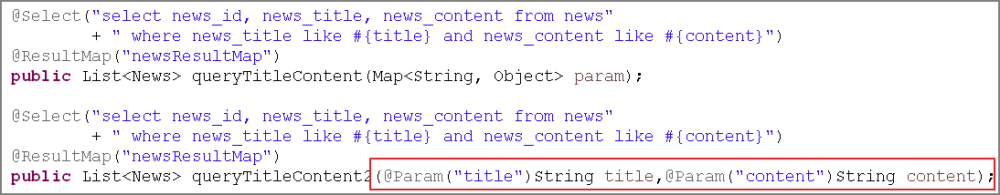 @Select("select news_id, news_title, news_content from news"
+ " where news_title like #{title} and news_content like #{content}")
@ResultMap("newsResultMap")
public List<News> queryTitleContent(Map<String, Object> param);
@Select("select news_id, news_title, news_content from news"
+ " where news_title like #{title} and news_content like #{content}")
@ResultMap("newsResultMap")
public List<News> queryTitleContent2(@Param("title")String title,@Param("content")String content);